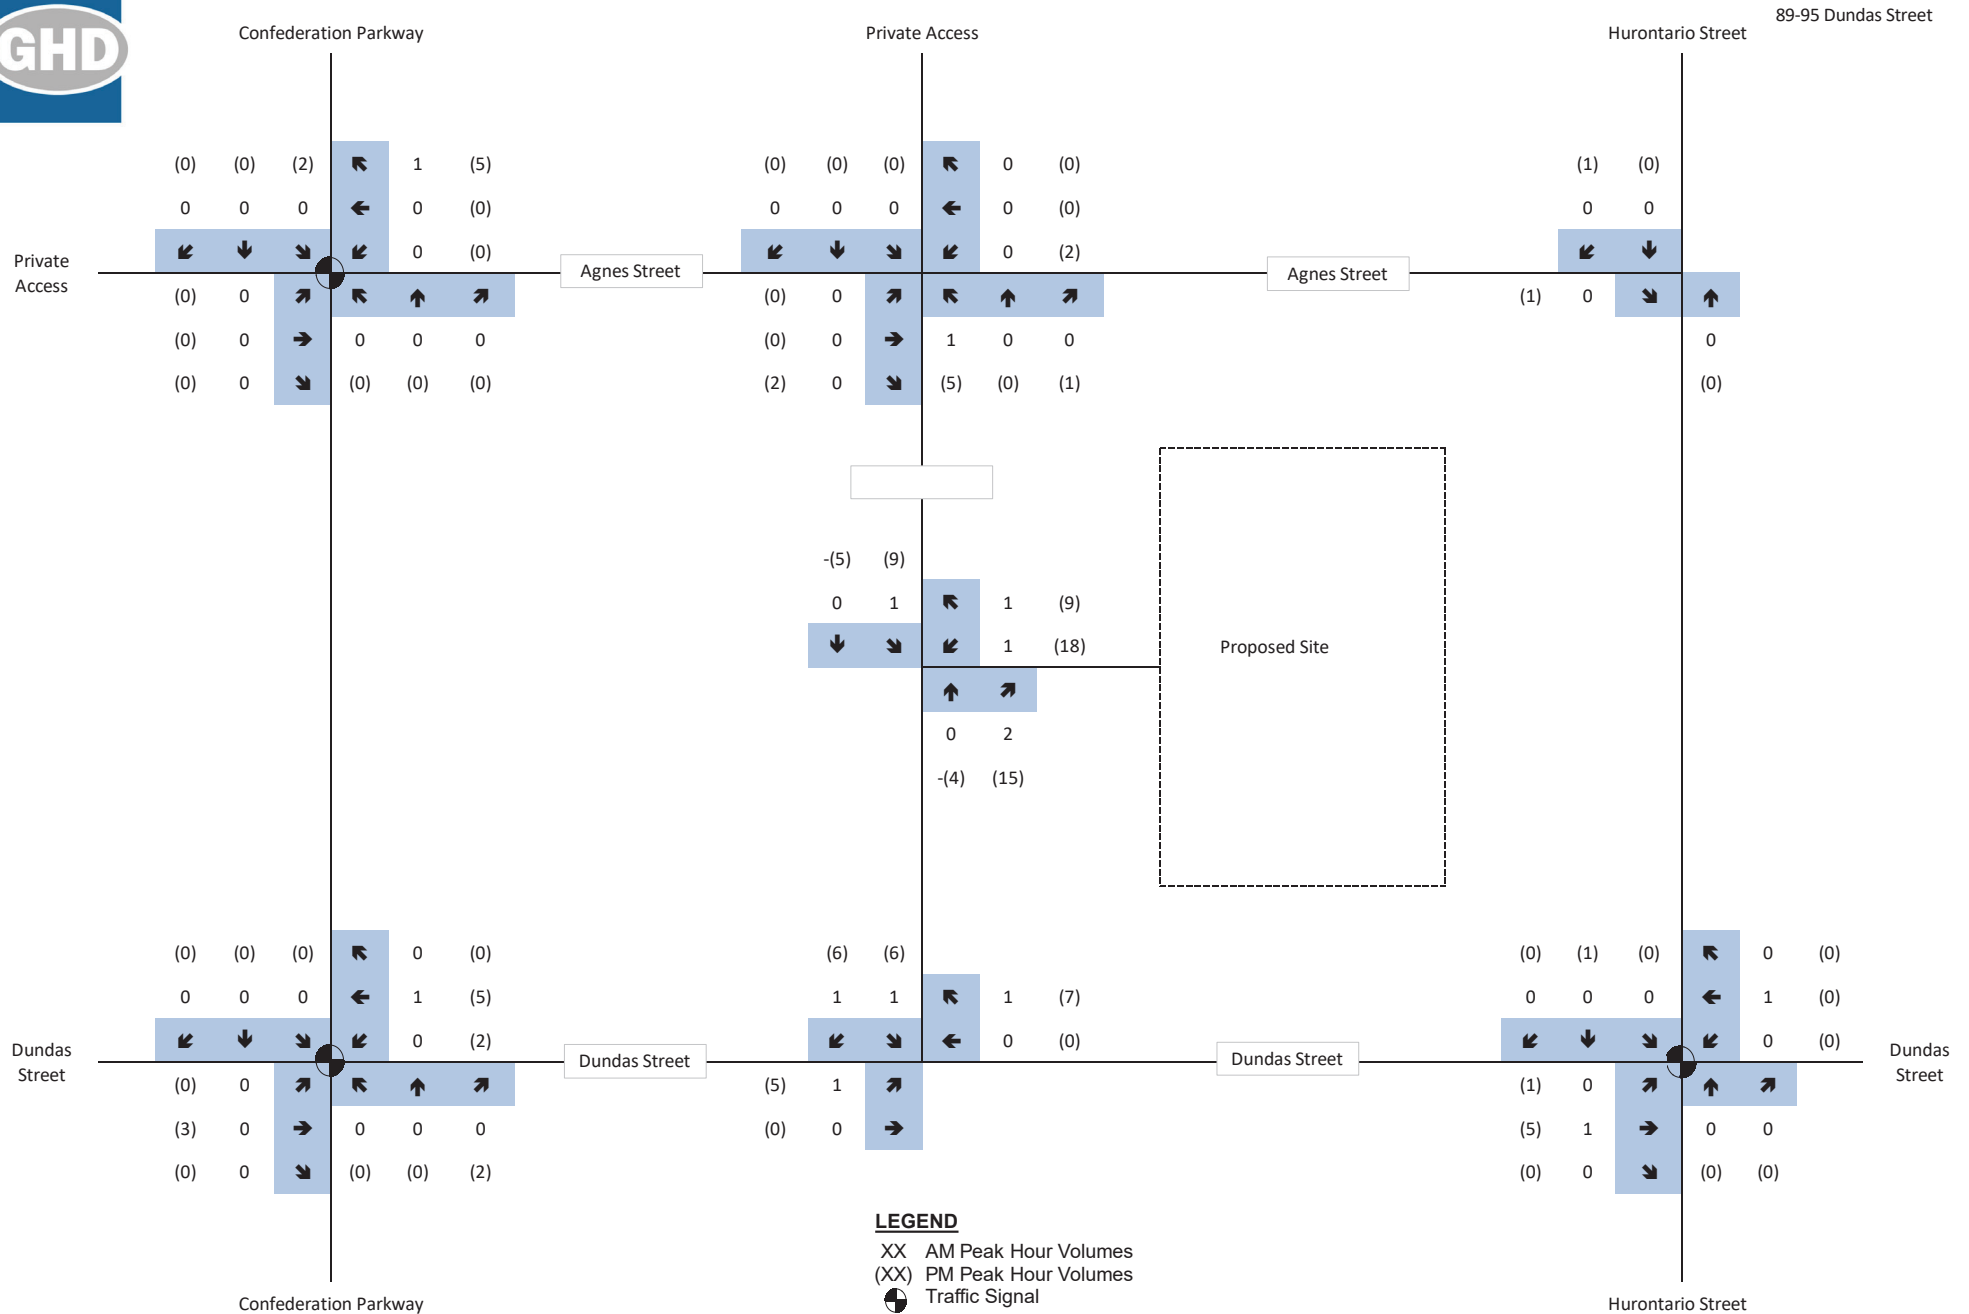 GHD
89-95 Dundas Street
Confederation Parkway
Private Access
Hurontario Street
(0) (0) (2) 1 (5)
0 0 0 0 (0)
0 (0)
Private
Access
Agnes Street
(0) 0
(0) 0 0 0 0
(0) 0 (0) (0) (0)
(0) (0) (0) 0 (0)
0 0 0 0 (0)
0 (2)
Agnes Street
(0) 0
(0) 0 1 0 0
(2) 0 (5) (0) (1)
(1) (0)
0 0
(1) 0
0
(0)
-(5) (9)
0 1 1 (9)
1 (18)
Proposed Site
0 2
-(4) (15)
(0) (0) (0) 0 (0)
0 0 0 1 (5)
0 (2)
Dundas
Street
Dundas Street
(0) 0
(3) 0 0 0 0
(0) 0 (0) (0) (2)
(6) (6)
1 1 1 (7)
0 (0)
Dundas Street
(5) 1
(0) 0
(0) (1) (0) 0 (0)
0 0 0 1 (0)
0 (0)
Dundas
Street
(1) 0
(5) 1 0 0
(0) 0 (0) (0)
LEGEND
XX AM Peak Hour Volumes
(XX) PM Peak Hour Volumes
Traffic Signal
Confederation Parkway
Hurontario Street